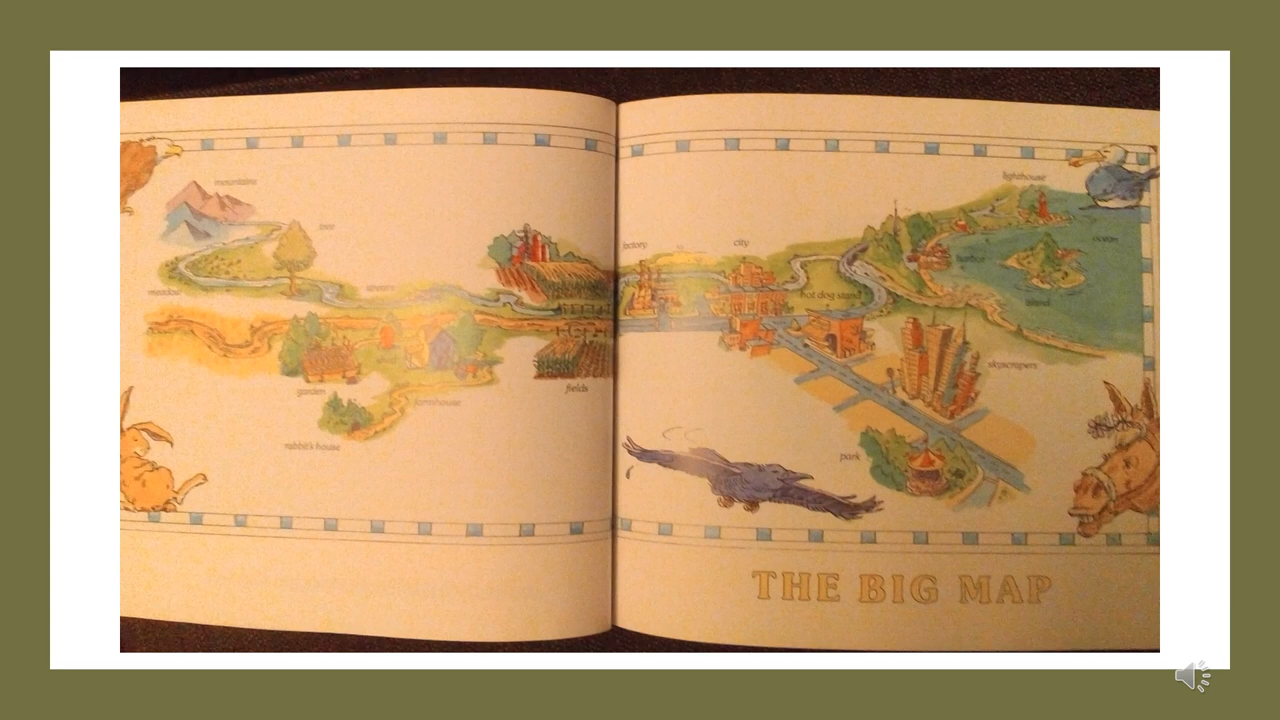 mountains
tree
meadow
stream
garden
farmhouse
rabbit's house
fields
factory
city
hot dog stand
lighthouse
ocean
harbor
island
skyscrapers
park
THE BIG MAP